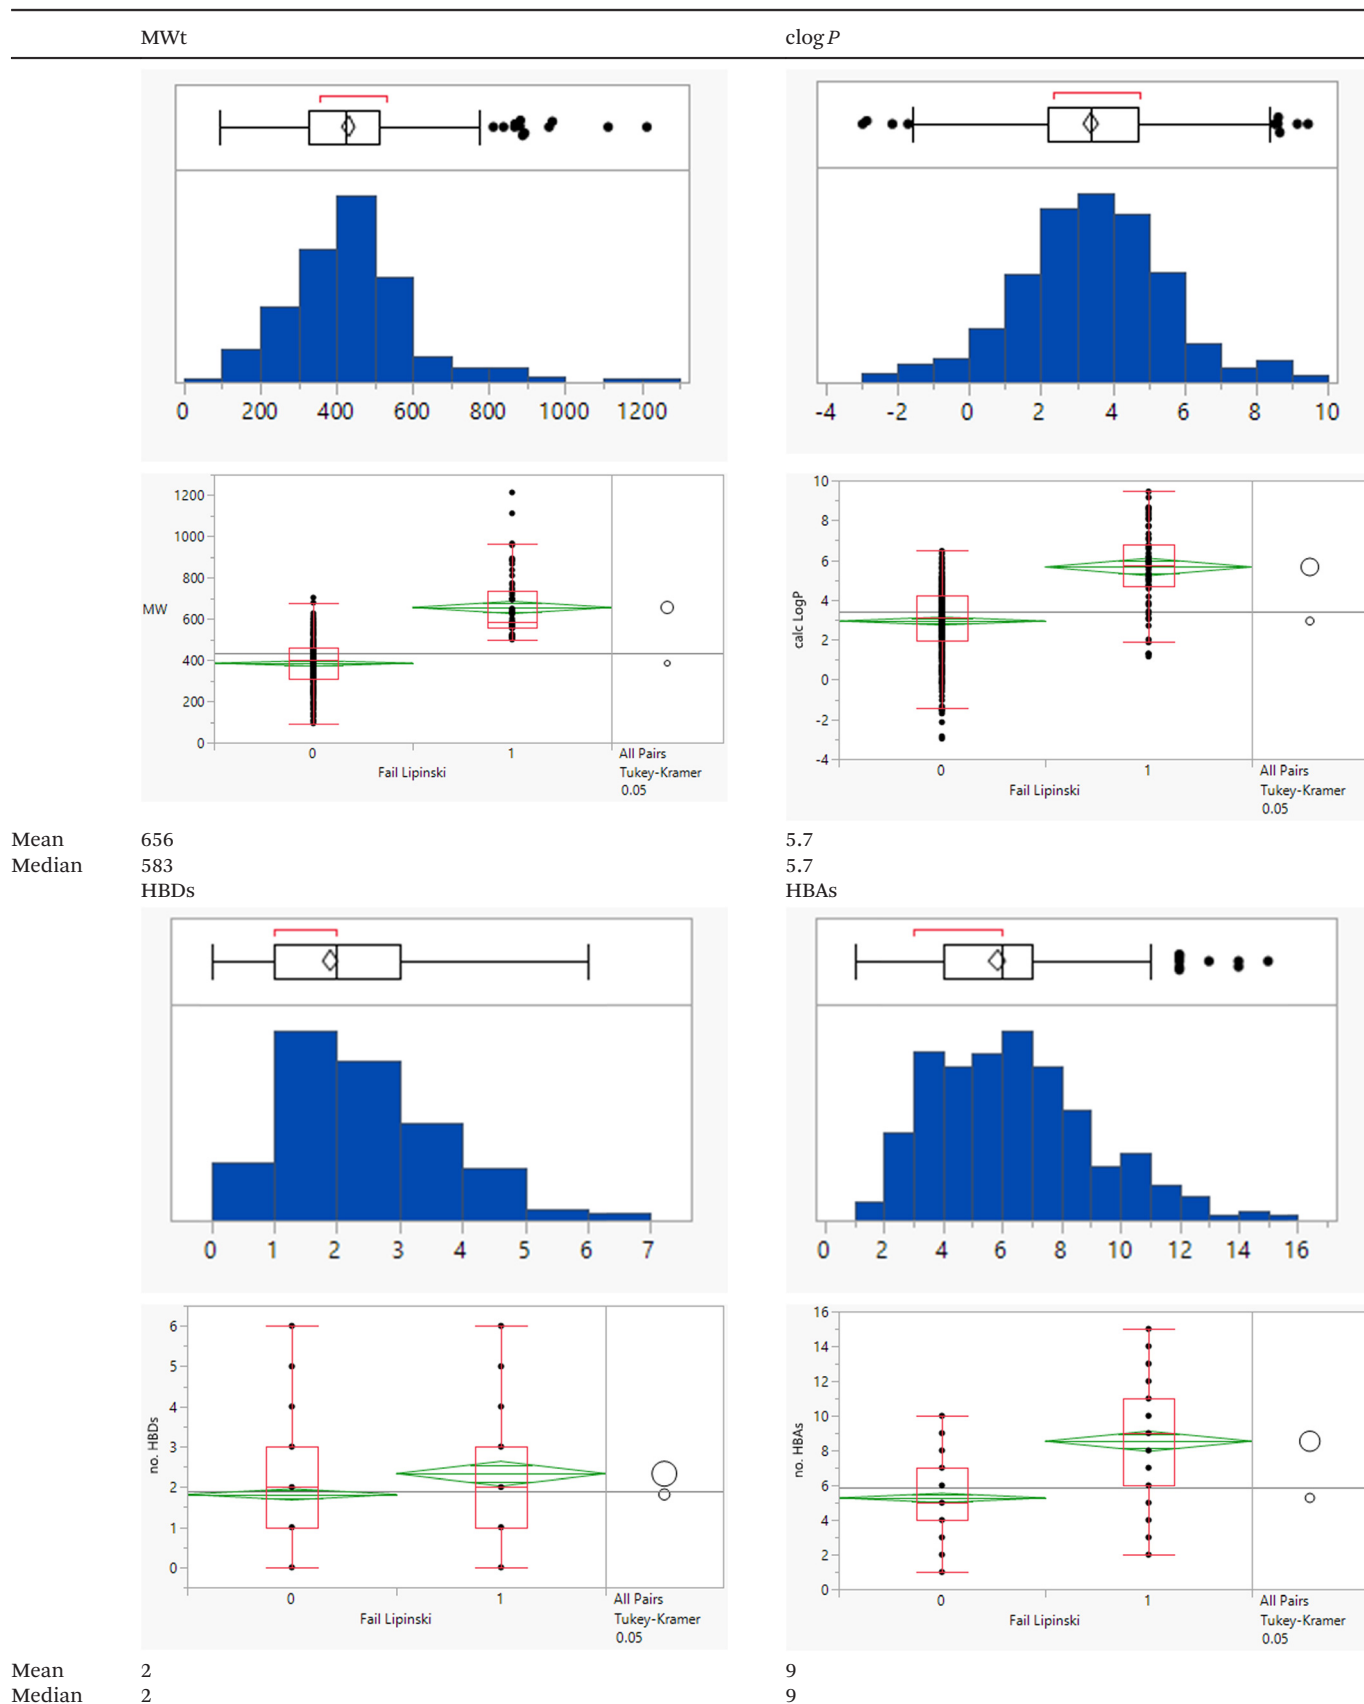 MWt clog P
0 200 400 600 800 1000 1200
-4 -2 0 2 4 6 8 10
1200
1000
800
MW
600
400
200
0
0 1 All Pairs
Fail Lipinski Tukey-Kramer
0.05
10
8
6
4
calc LogP
2
0
-2
-4
0 1 All Pairs
Fail Lipinski Tukey-Kramer
0.05
Mean 656 5.7
Median 583 5.7
HBDs HBAs
0 1 2 3 4 5 6 7
0 2 4 6 8 10 12 14 16
6
5
4
no. HBDs
3
2
1
0
0 1 All Pairs
Fail Lipinski Tukey-Kramer
0.05
16
14
12
10
no. HBAs
8
6
4
2
0
0 1 All Pairs
Fail Lipinski Tukey-Kramer
0.05
Mean 2 9
Median 2 9